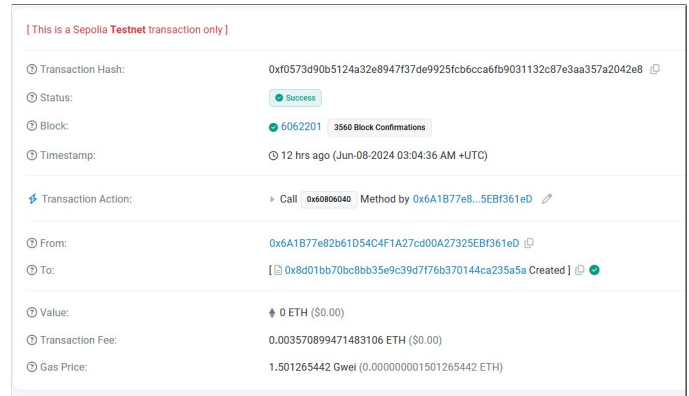 [ This is a Sepolia Testnet transaction only ]
Transaction Hash: 0xf0573d90b5124a32e8947f37de9925fcb6cca6fb9031132c87e3aa357a2042e8
Status: Success
Block: 6062201 3560 Block Confirmations
Timestamp: 12 hrs ago (Jun-08-2024 03:04:36 AM +UTC)
Transaction Action: Call 0x60806040 Method by 0x6A1B77e8...5EBf361eD
From: 0x6A1B77e82b61D54C4F1A27cd00A27325EBf361eD
To: [ 0x8d01bb70bc8bb35e9c39d7f76b370144ca235a5a Created ]
Value: 0 ETH ($0.00)
Transaction Fee: 0.003570899471483106 ETH ($0.00)
Gas Price: 1.501265442 Gwei (0.000000001501265442 ETH)